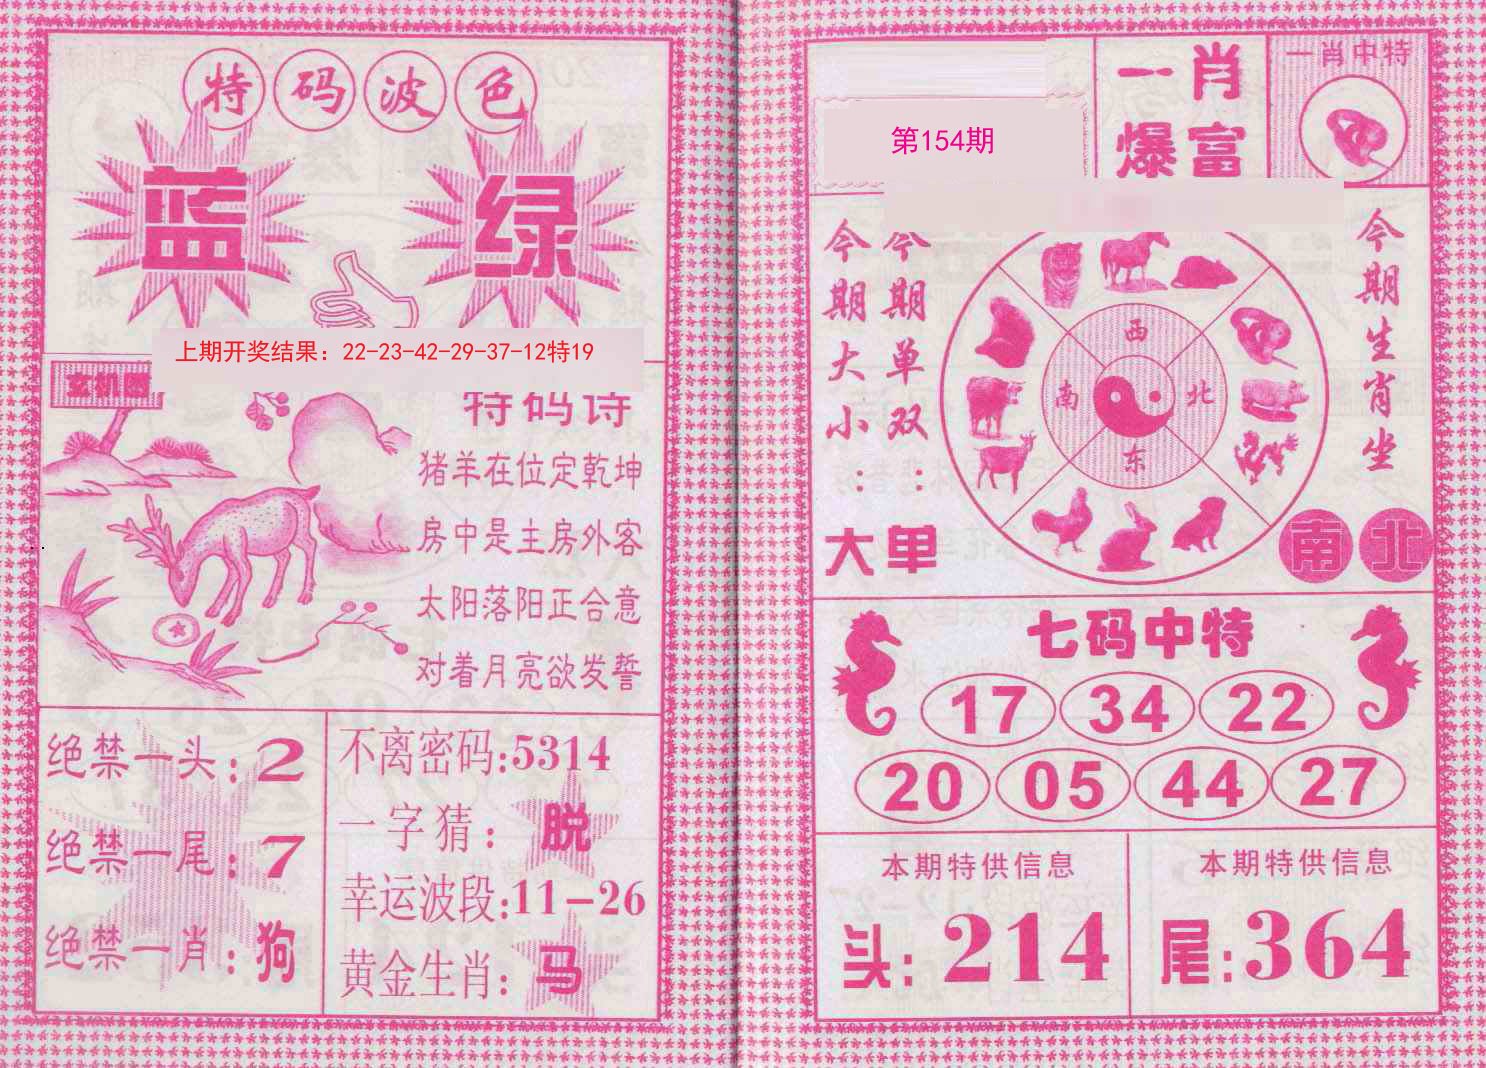 特码波色
蓝 绿
上期开奖结果：22-23-42-29-37-12特19
玄机图
特码诗
猪羊在位定乾坤
房中是主房外客
太阳落阳正合意
对着月亮欲发誓
绝禁一头：2
绝禁一尾：7
绝禁一肖：狗
不离密码：5314
一字猜：脱
幸运波段：11-26
黄金生肖：马
第154期
一肖
爆富
一肖中特
今期大小：大
今期单双：单
西
南
北
东
今期生肖坐
南北
七码中特
17 34 22
20 05 44 27
本期特供信息
头：214
本期特供信息
尾：364